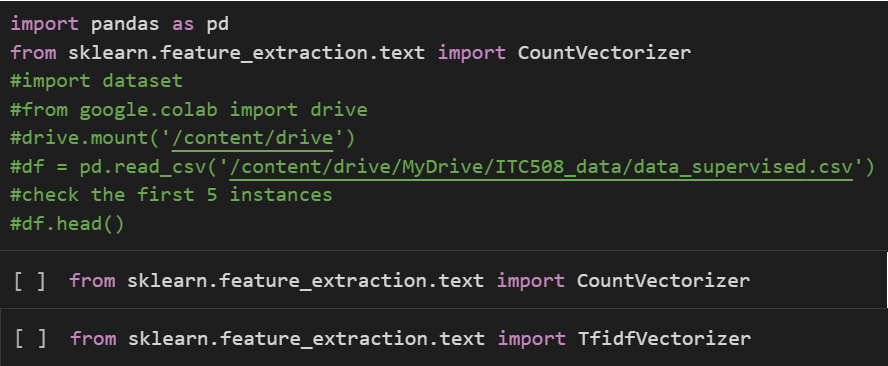 import pandas as pd
from sklearn.feature_extraction.text import CountVectorizer
#import dataset
#from google.colab import drive
#drive.mount('/content/drive')
#df = pd.read_csv('/content/drive/MyDrive/ITC508_data/data_supervised.csv')
#check the first 5 instances
#df.head()
[ ] from sklearn.feature_extraction.text import CountVectorizer
[ ] from sklearn.feature_extraction.text import TfidfVectorizer